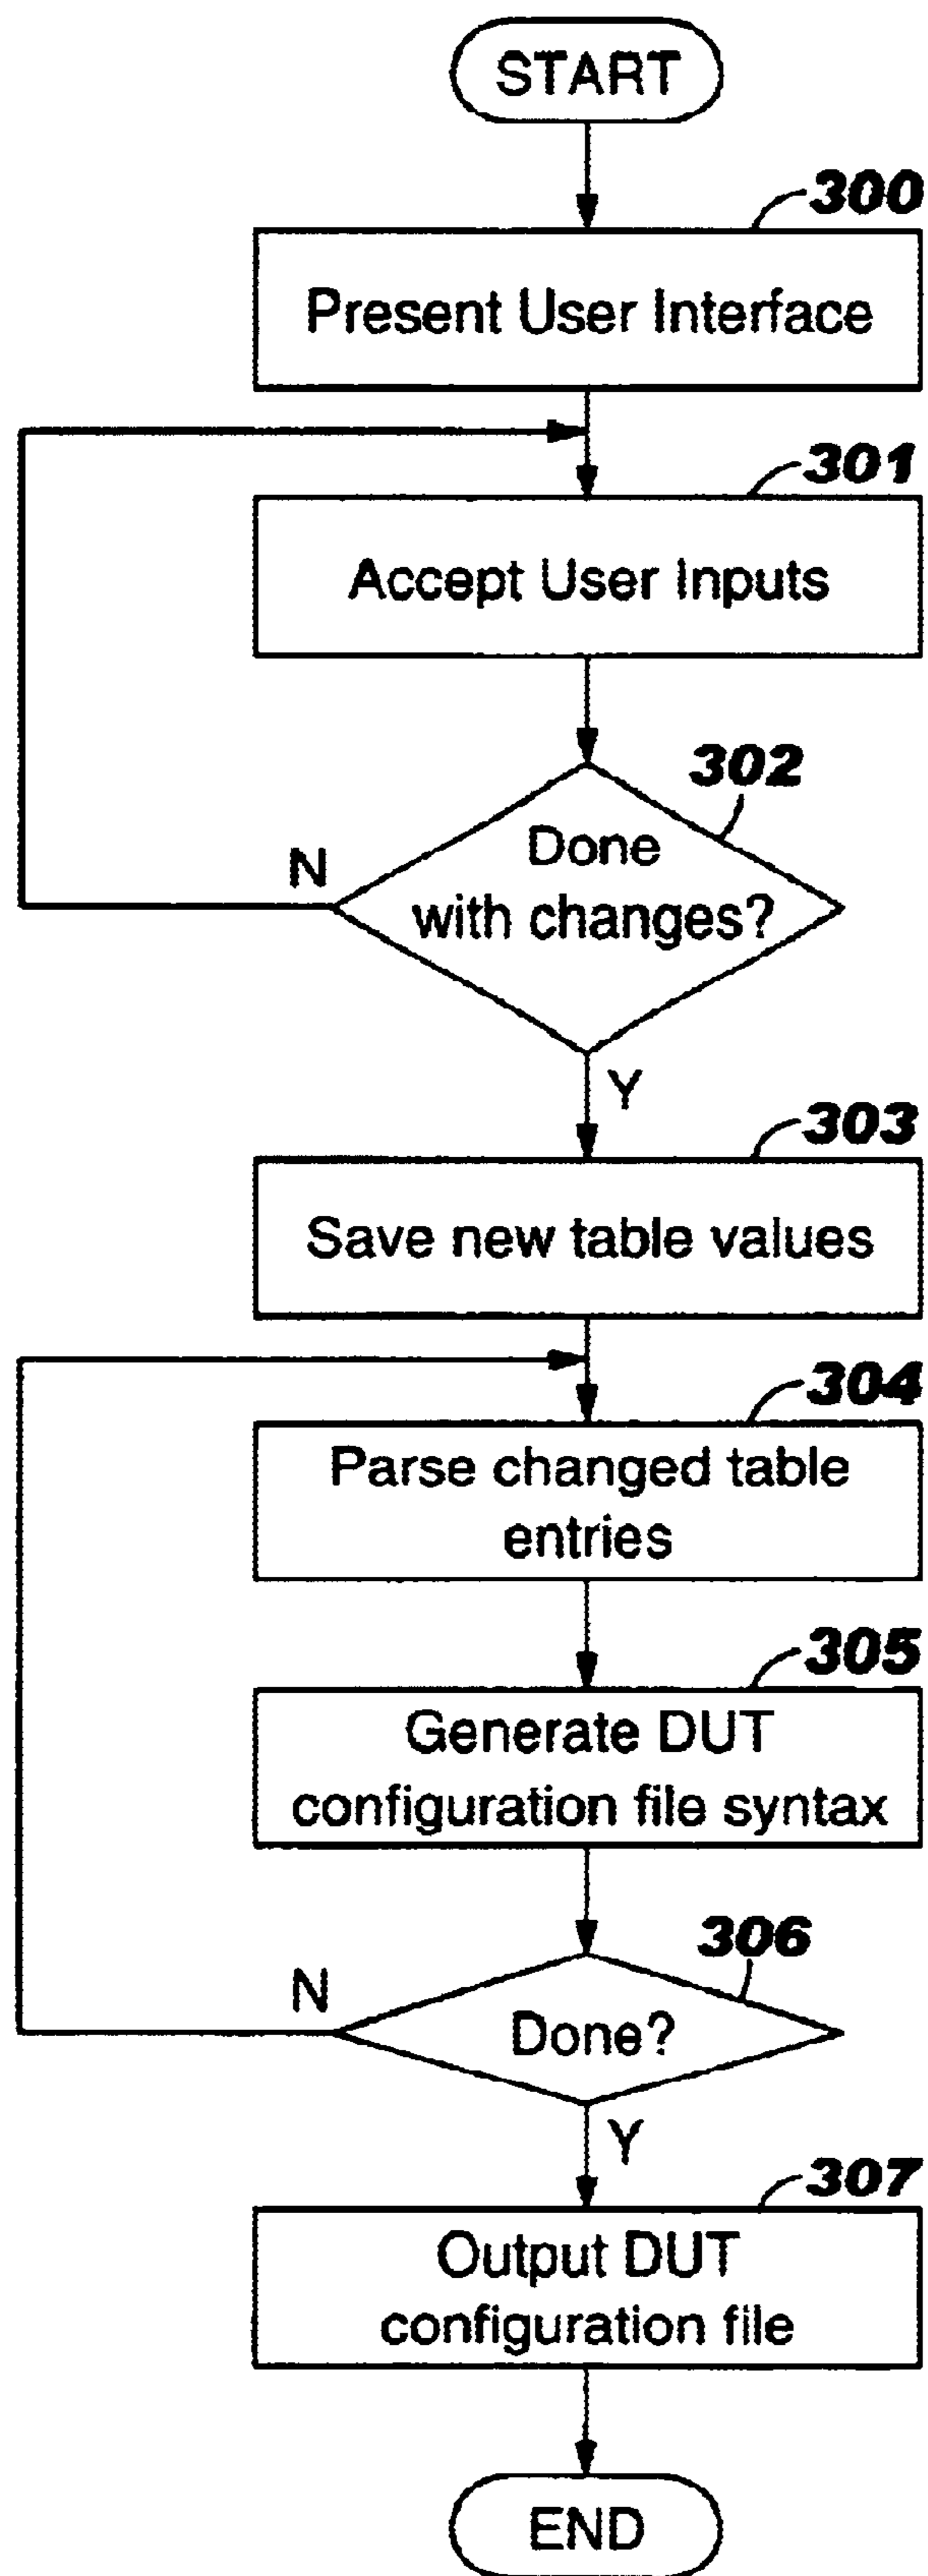 START
300
Present User Interface
301
Accept User Inputs
302
Done
with changes?
N
Y
303
Save new table values
304
Parse changed table
entries
305
Generate DUT
configuration file syntax
306
N
Done?
Y
307
Output DUT
configuration file
END